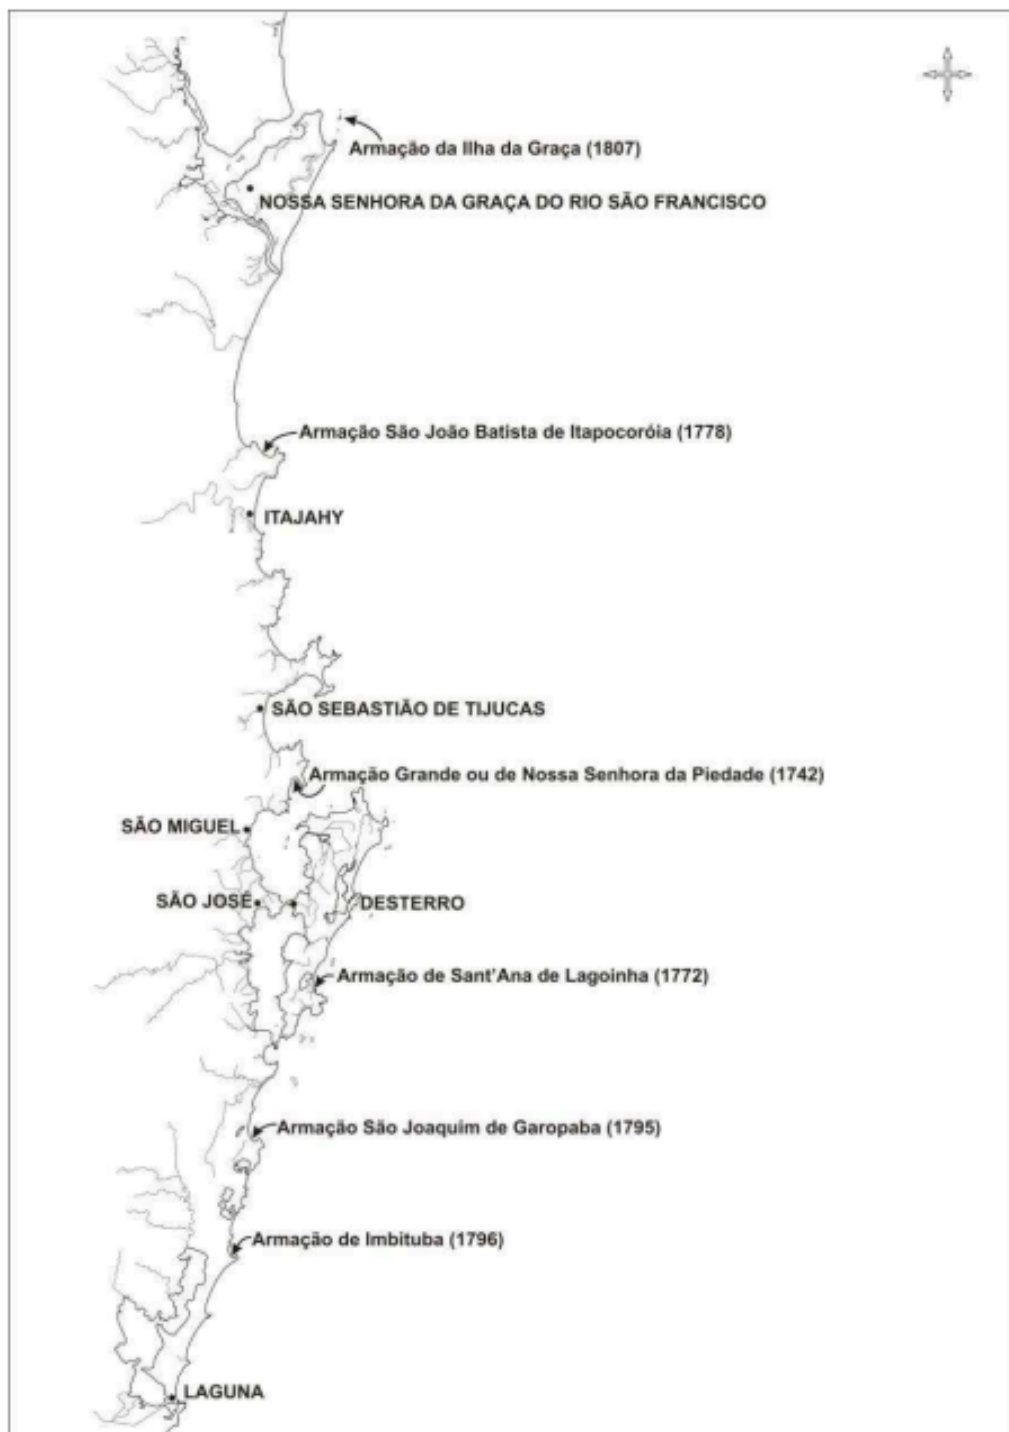 Armação da Ilha da Graça (1807)
NOSSA SENHORA DA GRAÇA DO RIO SÃO FRANCISCO
Armação São João Batista de Itapocoróia (1778)
ITAJAHY
SÃO SEBASTIÃO DE TIJUCAS
Armação Grande ou de Nossa Senhora da Piedade (1742)
SÃO MIGUEL
SÃO JOSÉ
DESTERRO
Armação de Sant'Ana de Lagoinha (1772)
Armação São Joaquim de Garopaba (1795)
Armação de Imbituba (1796)
LAGUNA